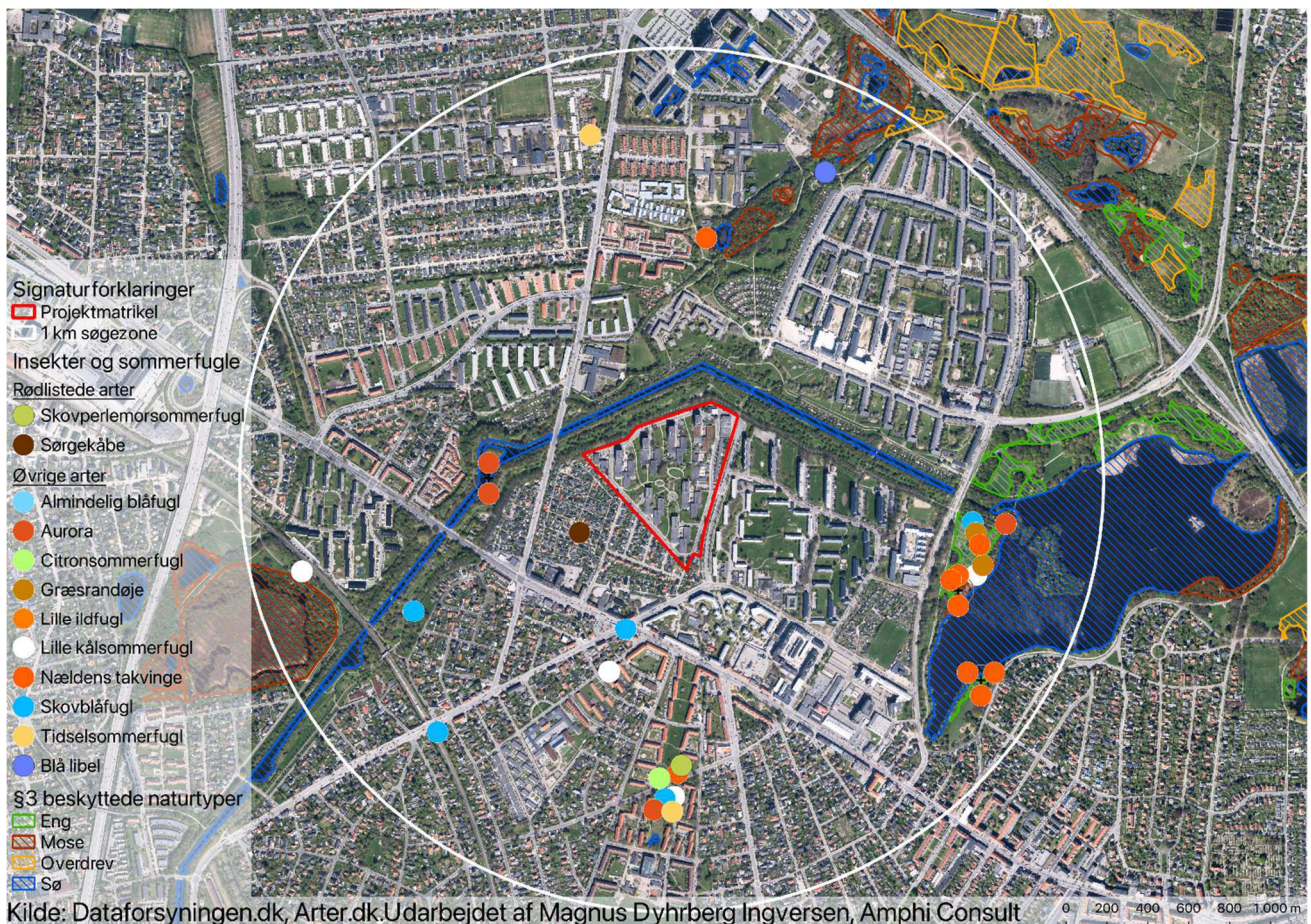 Signaturforklaringer
Projektmatrikel
1 km søgezone
Insekter og sommerfugle
Rødlistede arter
Skovperlemorsommerfugl
Sørgekåbe
Øvrige arter
Almindelig blåfugl
Aurora
Citronsommerfugl
Græsrandøje
Lille ildfugl
Lille kålsommerfugl
Nældens takvinge
Skovblåfugl
Tidselsommerfugl
Blå libel
§3 beskyttede naturtyper
Eng
Mose
Overdrev
Sø
Kilde: Dataforsyningen.dk, Arter.dk.Udarbejdet af Magnus Dyhrberg Ingversen, Amphi Consult
0 200 400 600 800 1.000 m